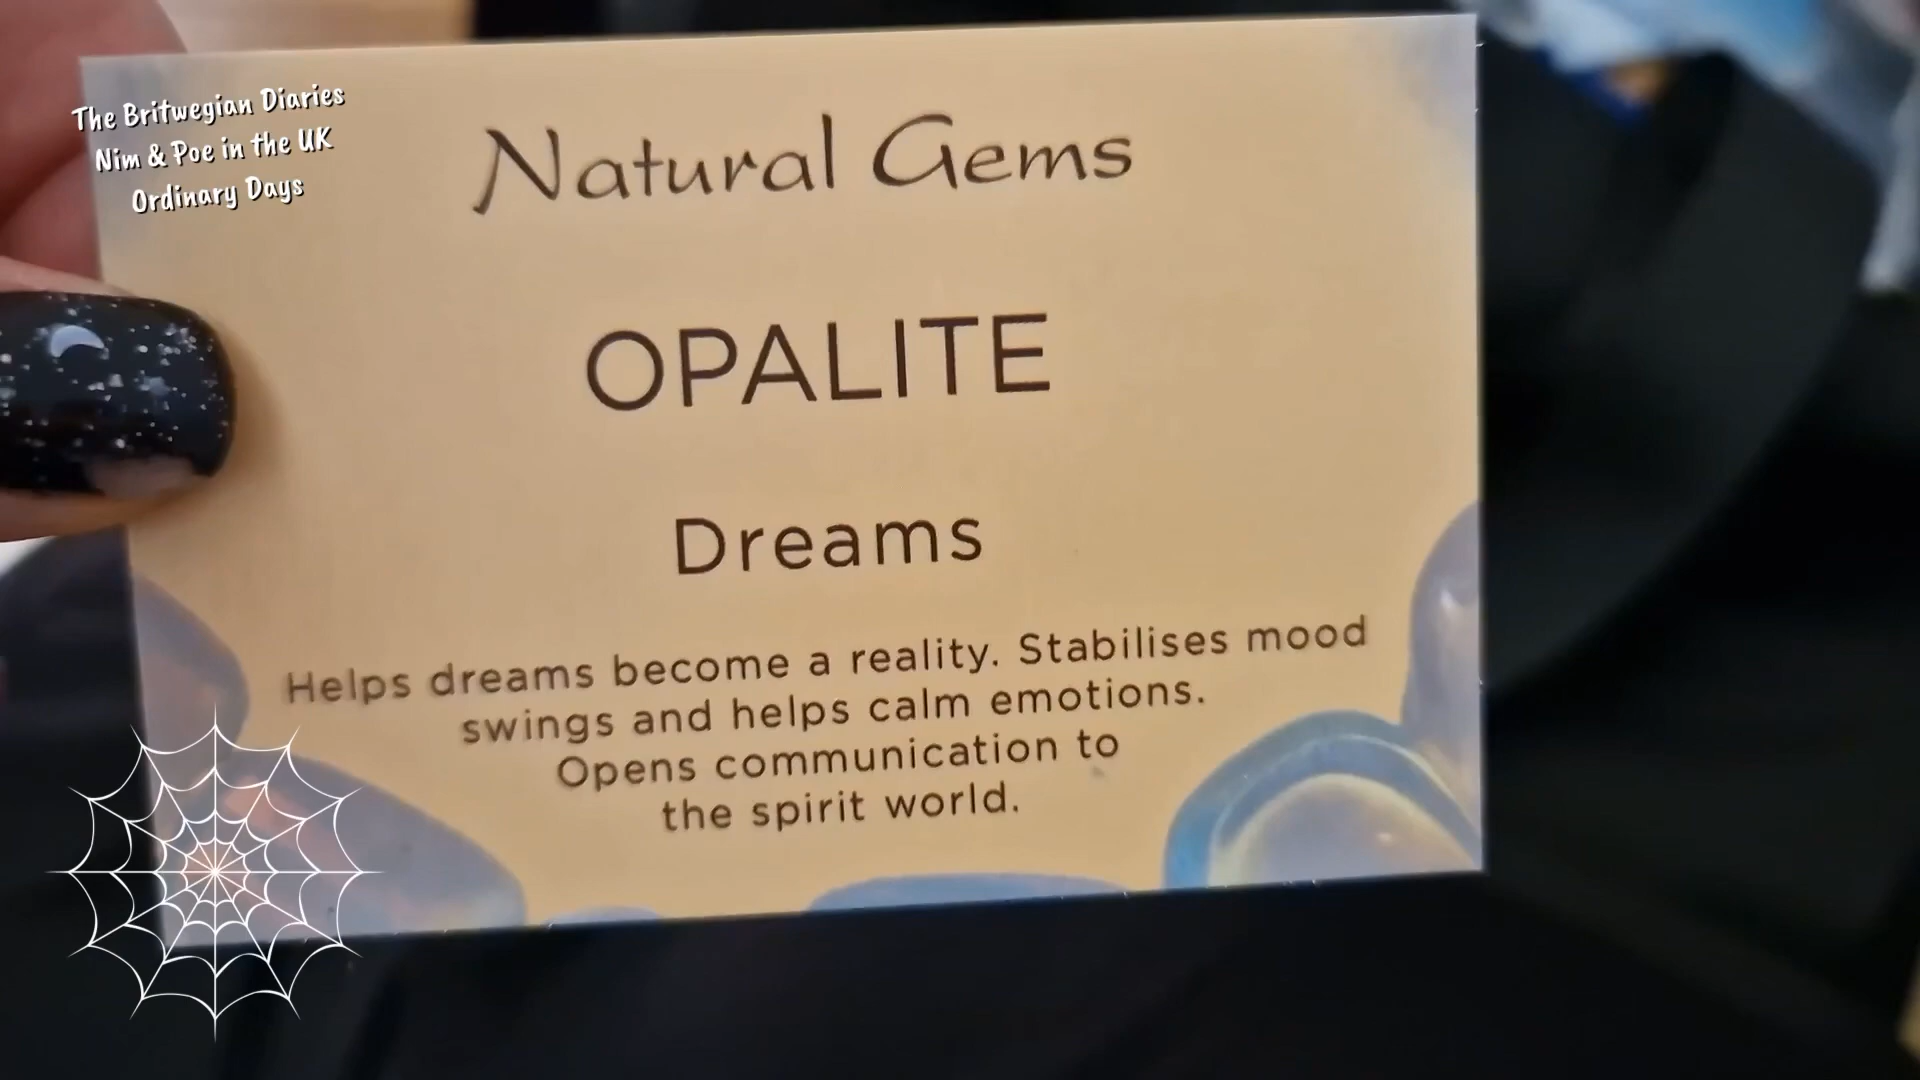 The Britwegian Diaries
Nim & Poe in the UK
Ordinary Days
Natural Gems
OPALITE
Dreams
Helps dreams become a reality. Stabilises mood
swings and helps calm emotions.
Opens communication to
the spirit world.